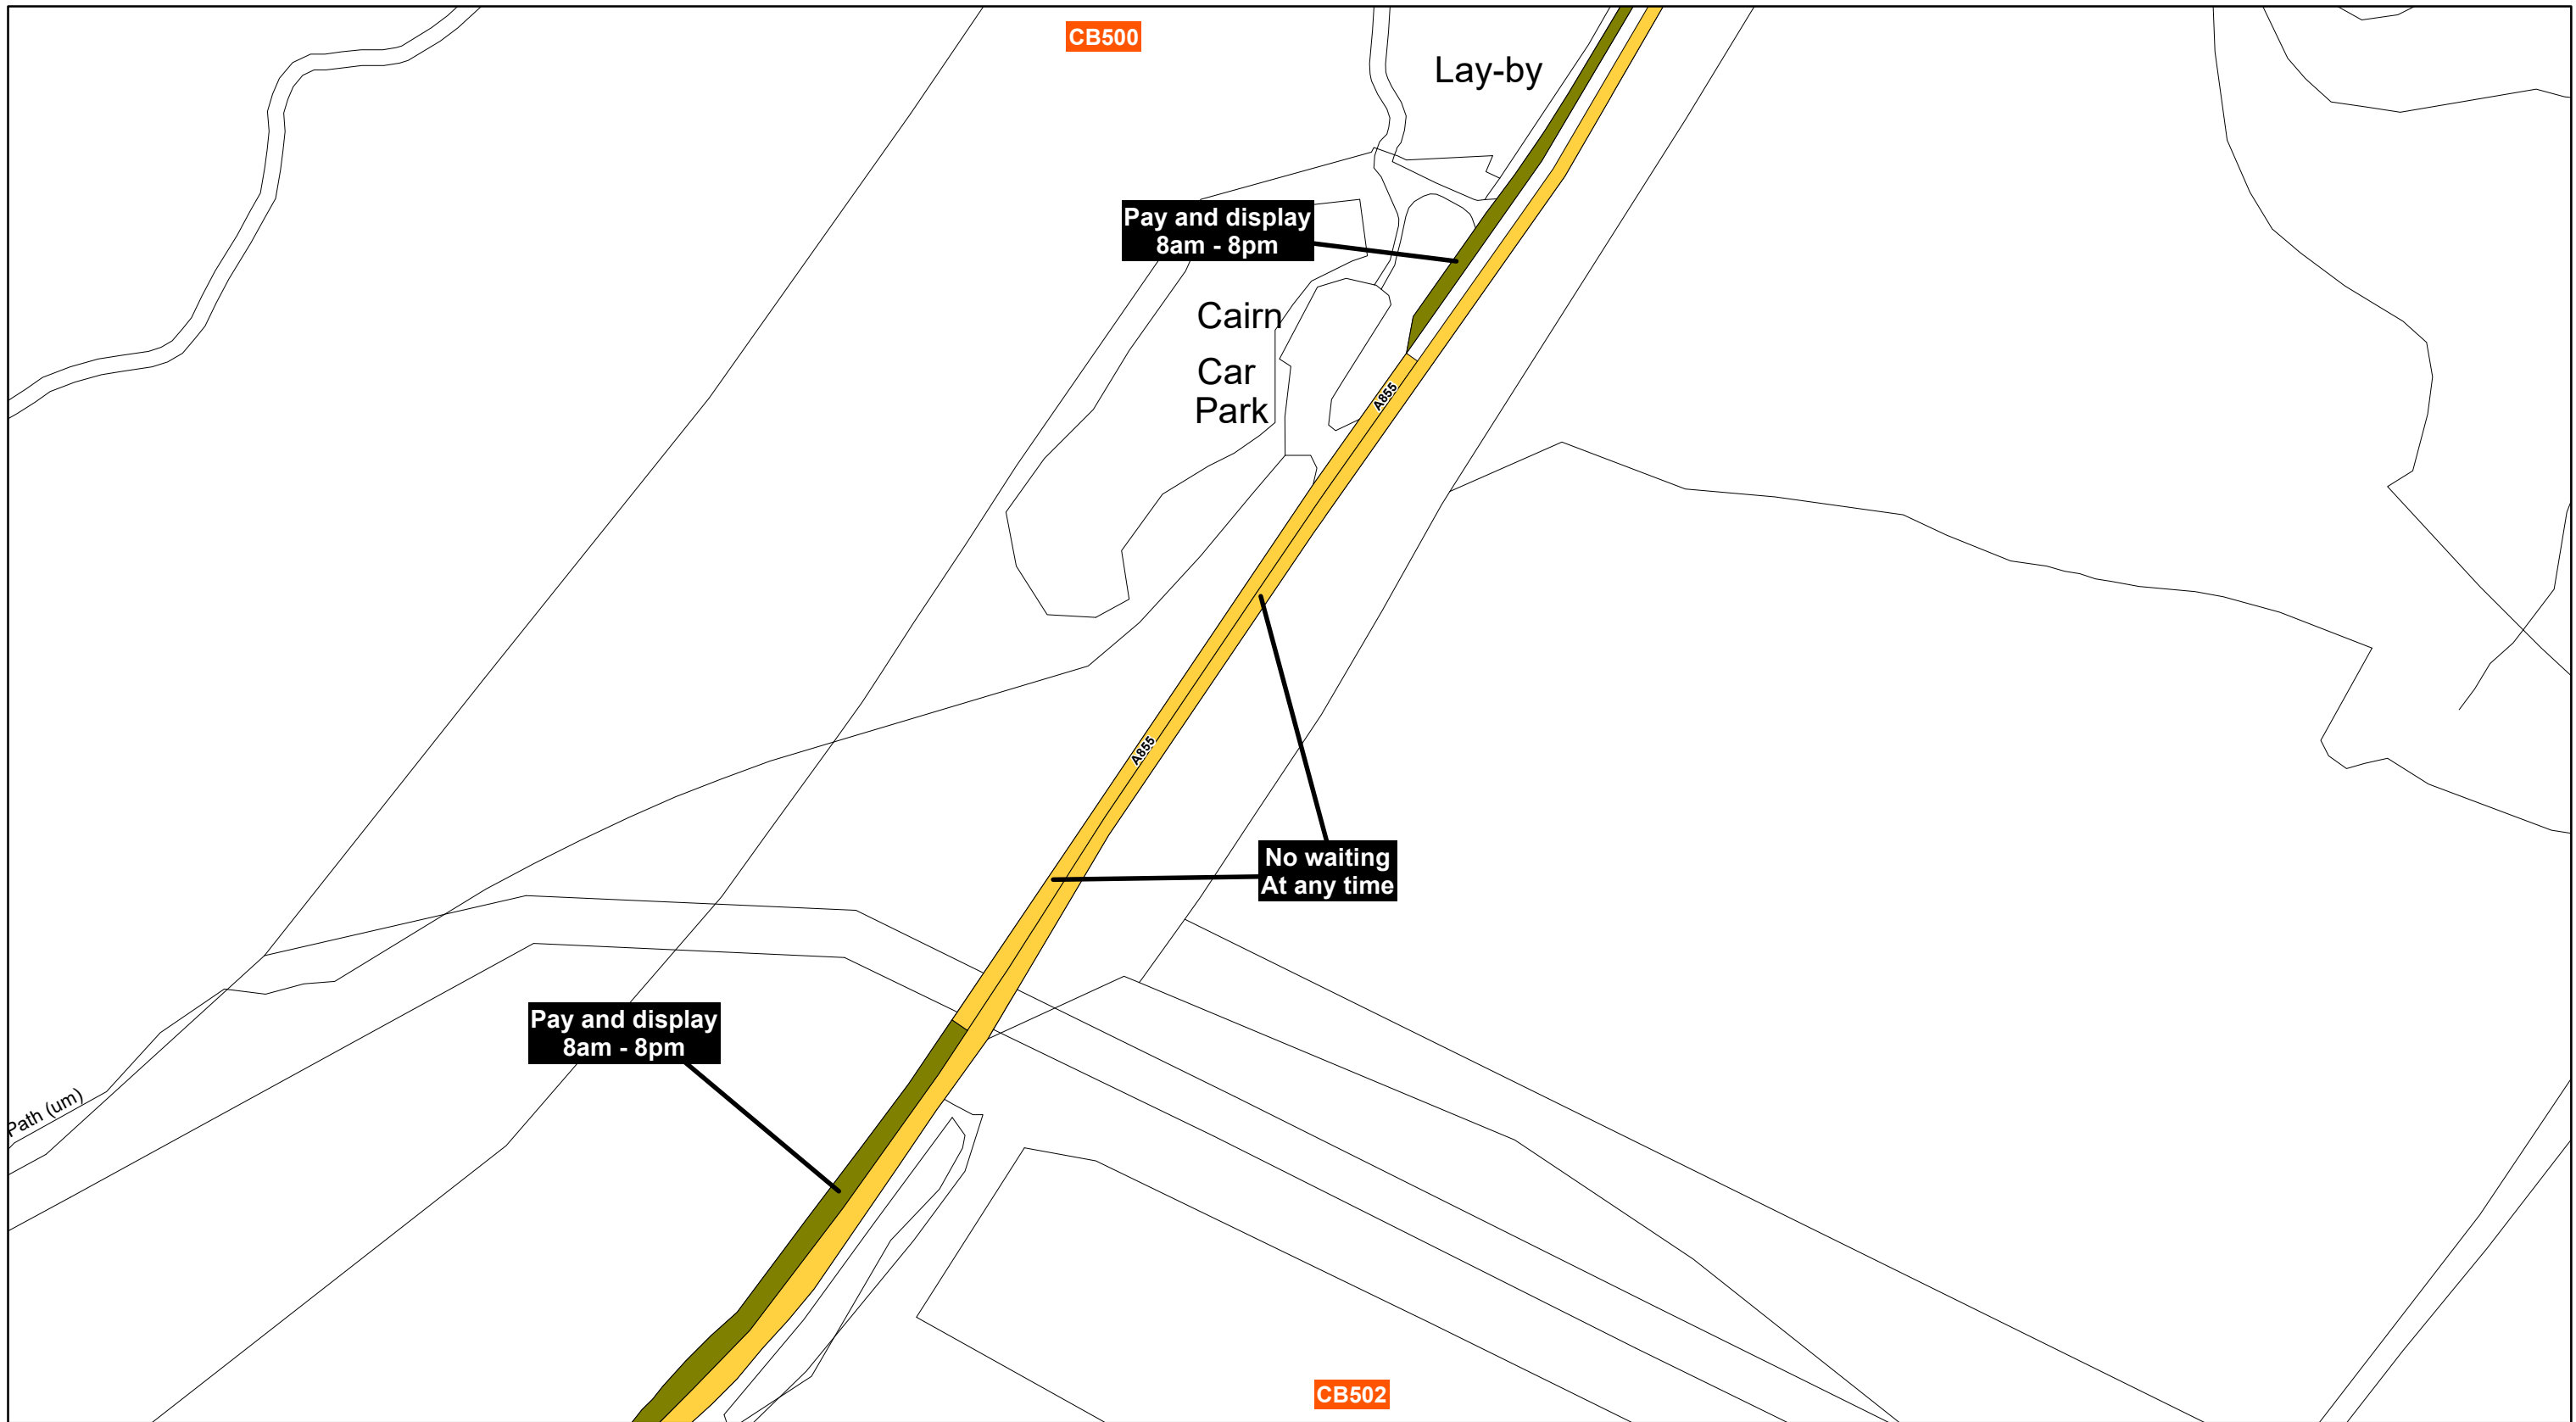 CB500
Lay-by
Pay and display
8am - 8pm
Cairn
Car
Park
A855
A855
No waiting
At any time
Pay and display
8am - 8pm
Path (um)
CB502